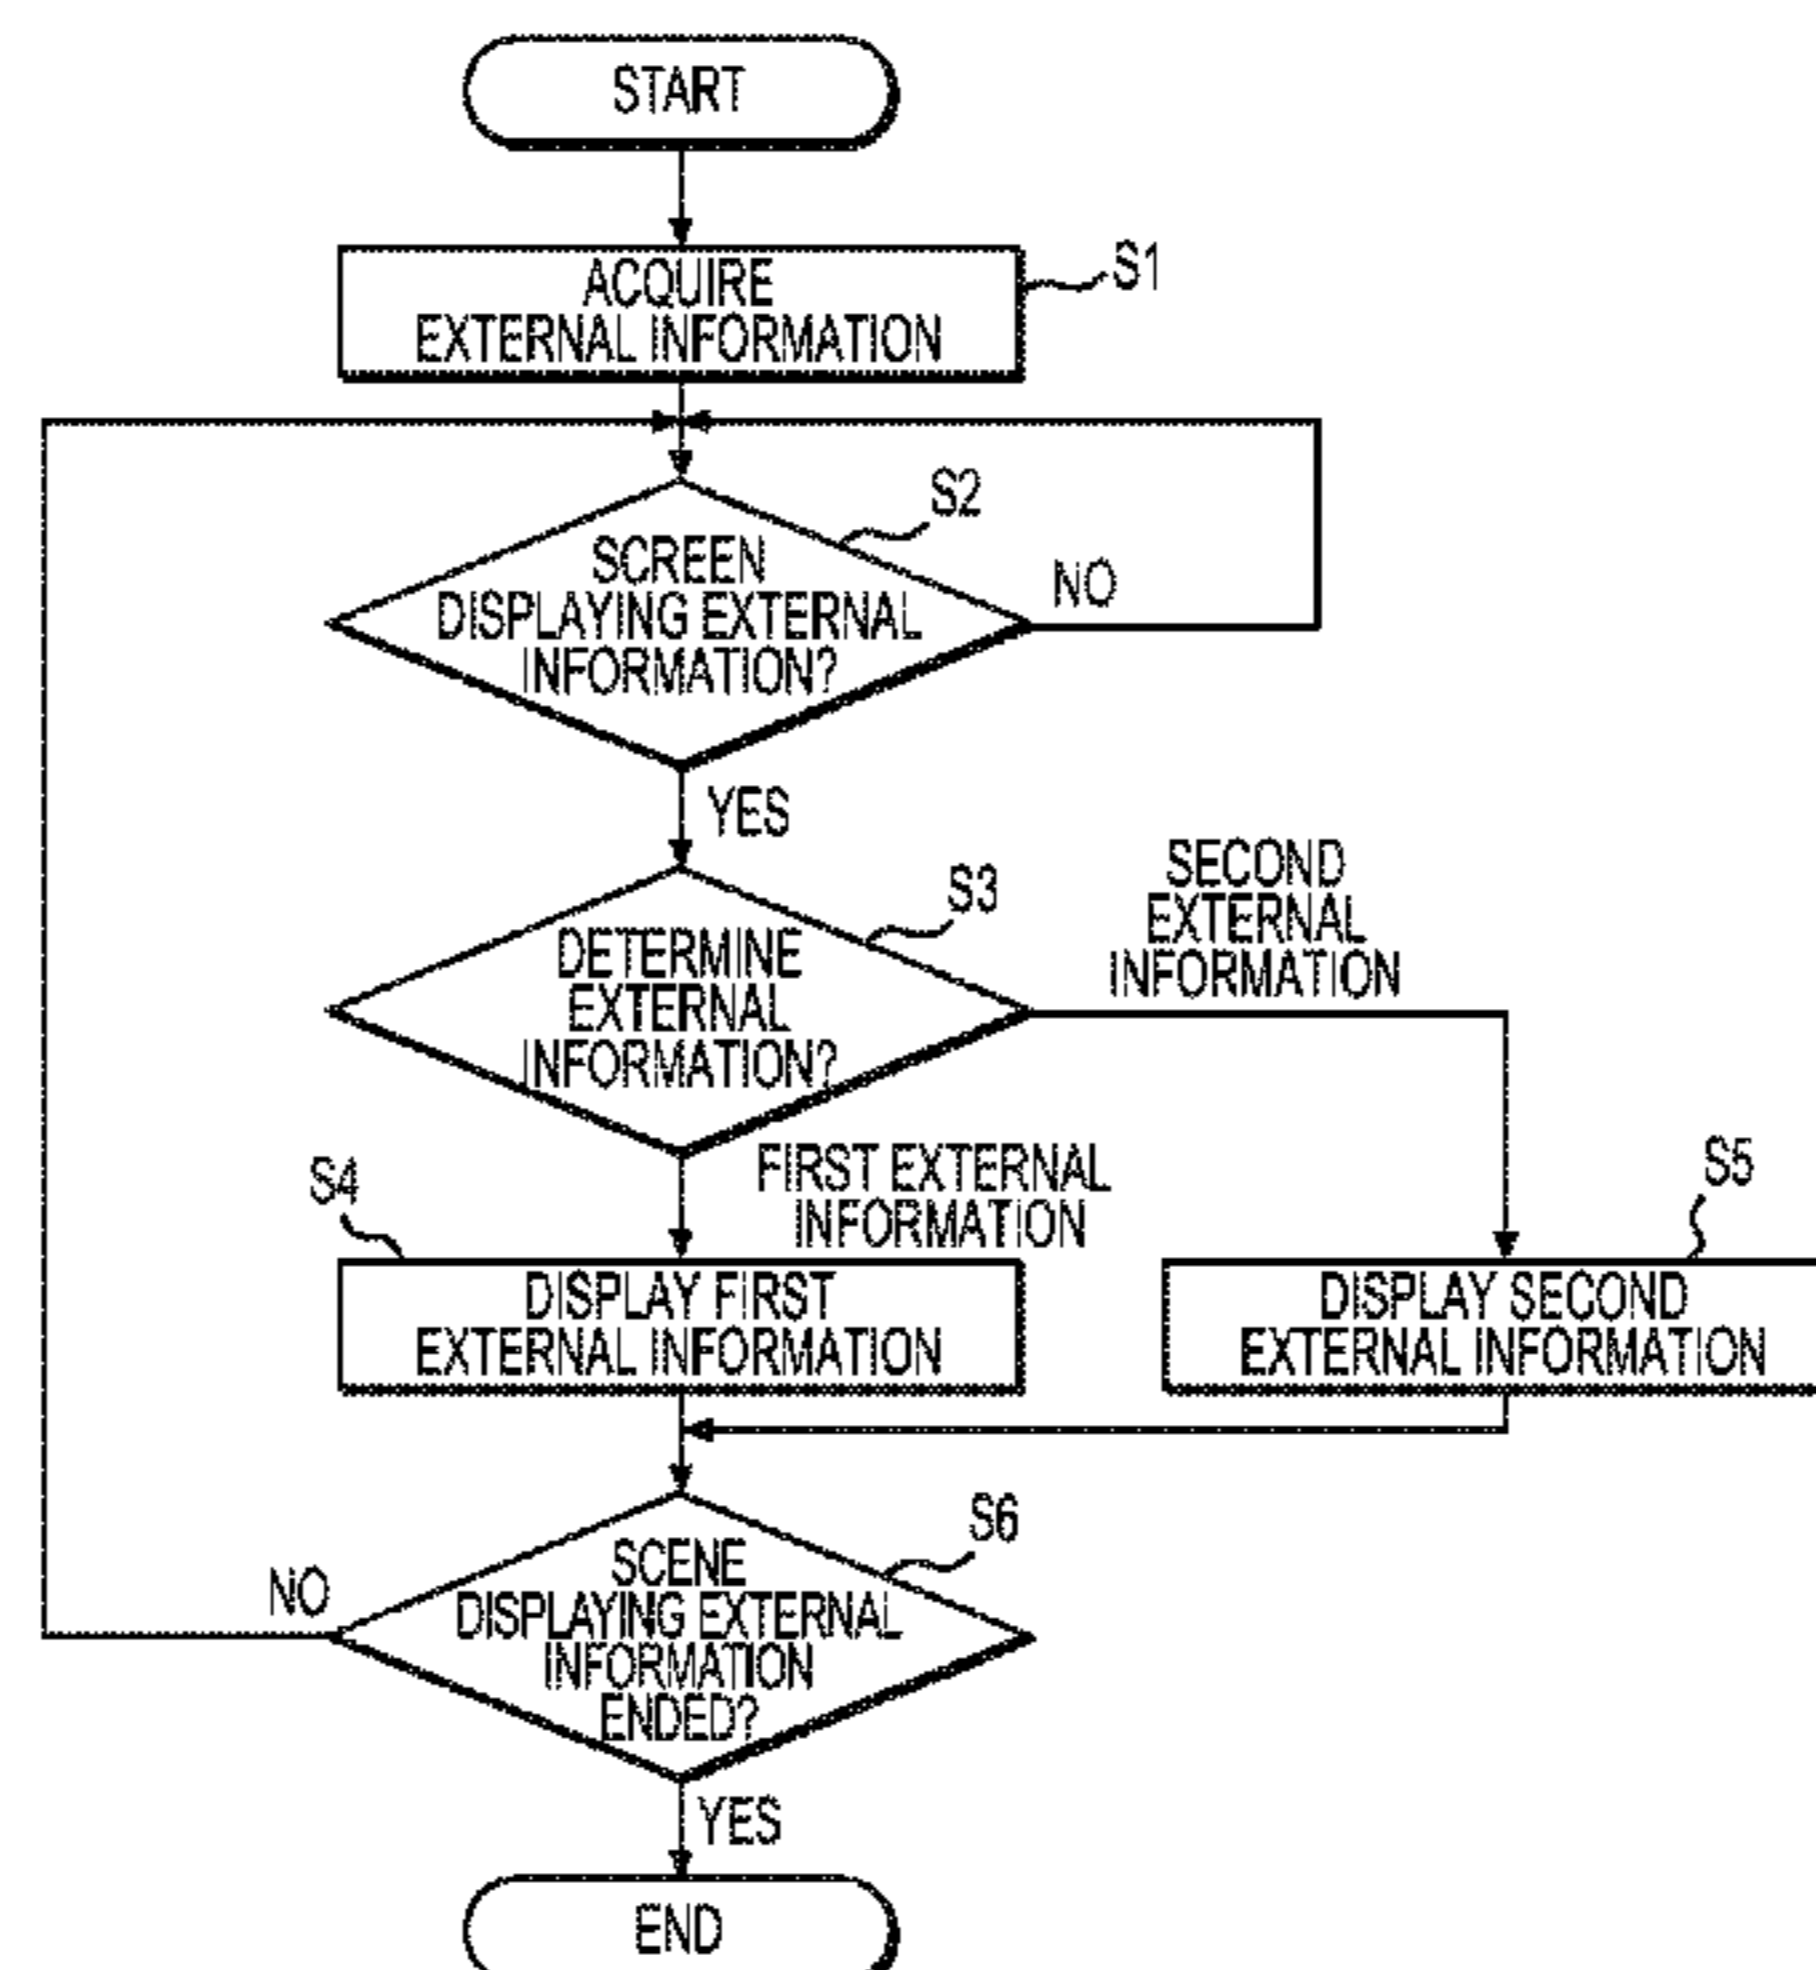 START
ACQUIRE
EXTERNAL INFORMATION
S1
S2
SCREEN
DISPLAYING EXTERNAL
INFORMATION?
NO
YES
S3
DETERMINE
EXTERNAL
INFORMATION?
SECOND
EXTERNAL
INFORMATION
FIRST EXTERNAL
INFORMATION
S4
DISPLAY FIRST
EXTERNAL INFORMATION
S5
DISPLAY SECOND
EXTERNAL INFORMATION
S6
SCENE
DISPLAYING EXTERNAL
INFORMATION
ENDED?
NO
YES
END